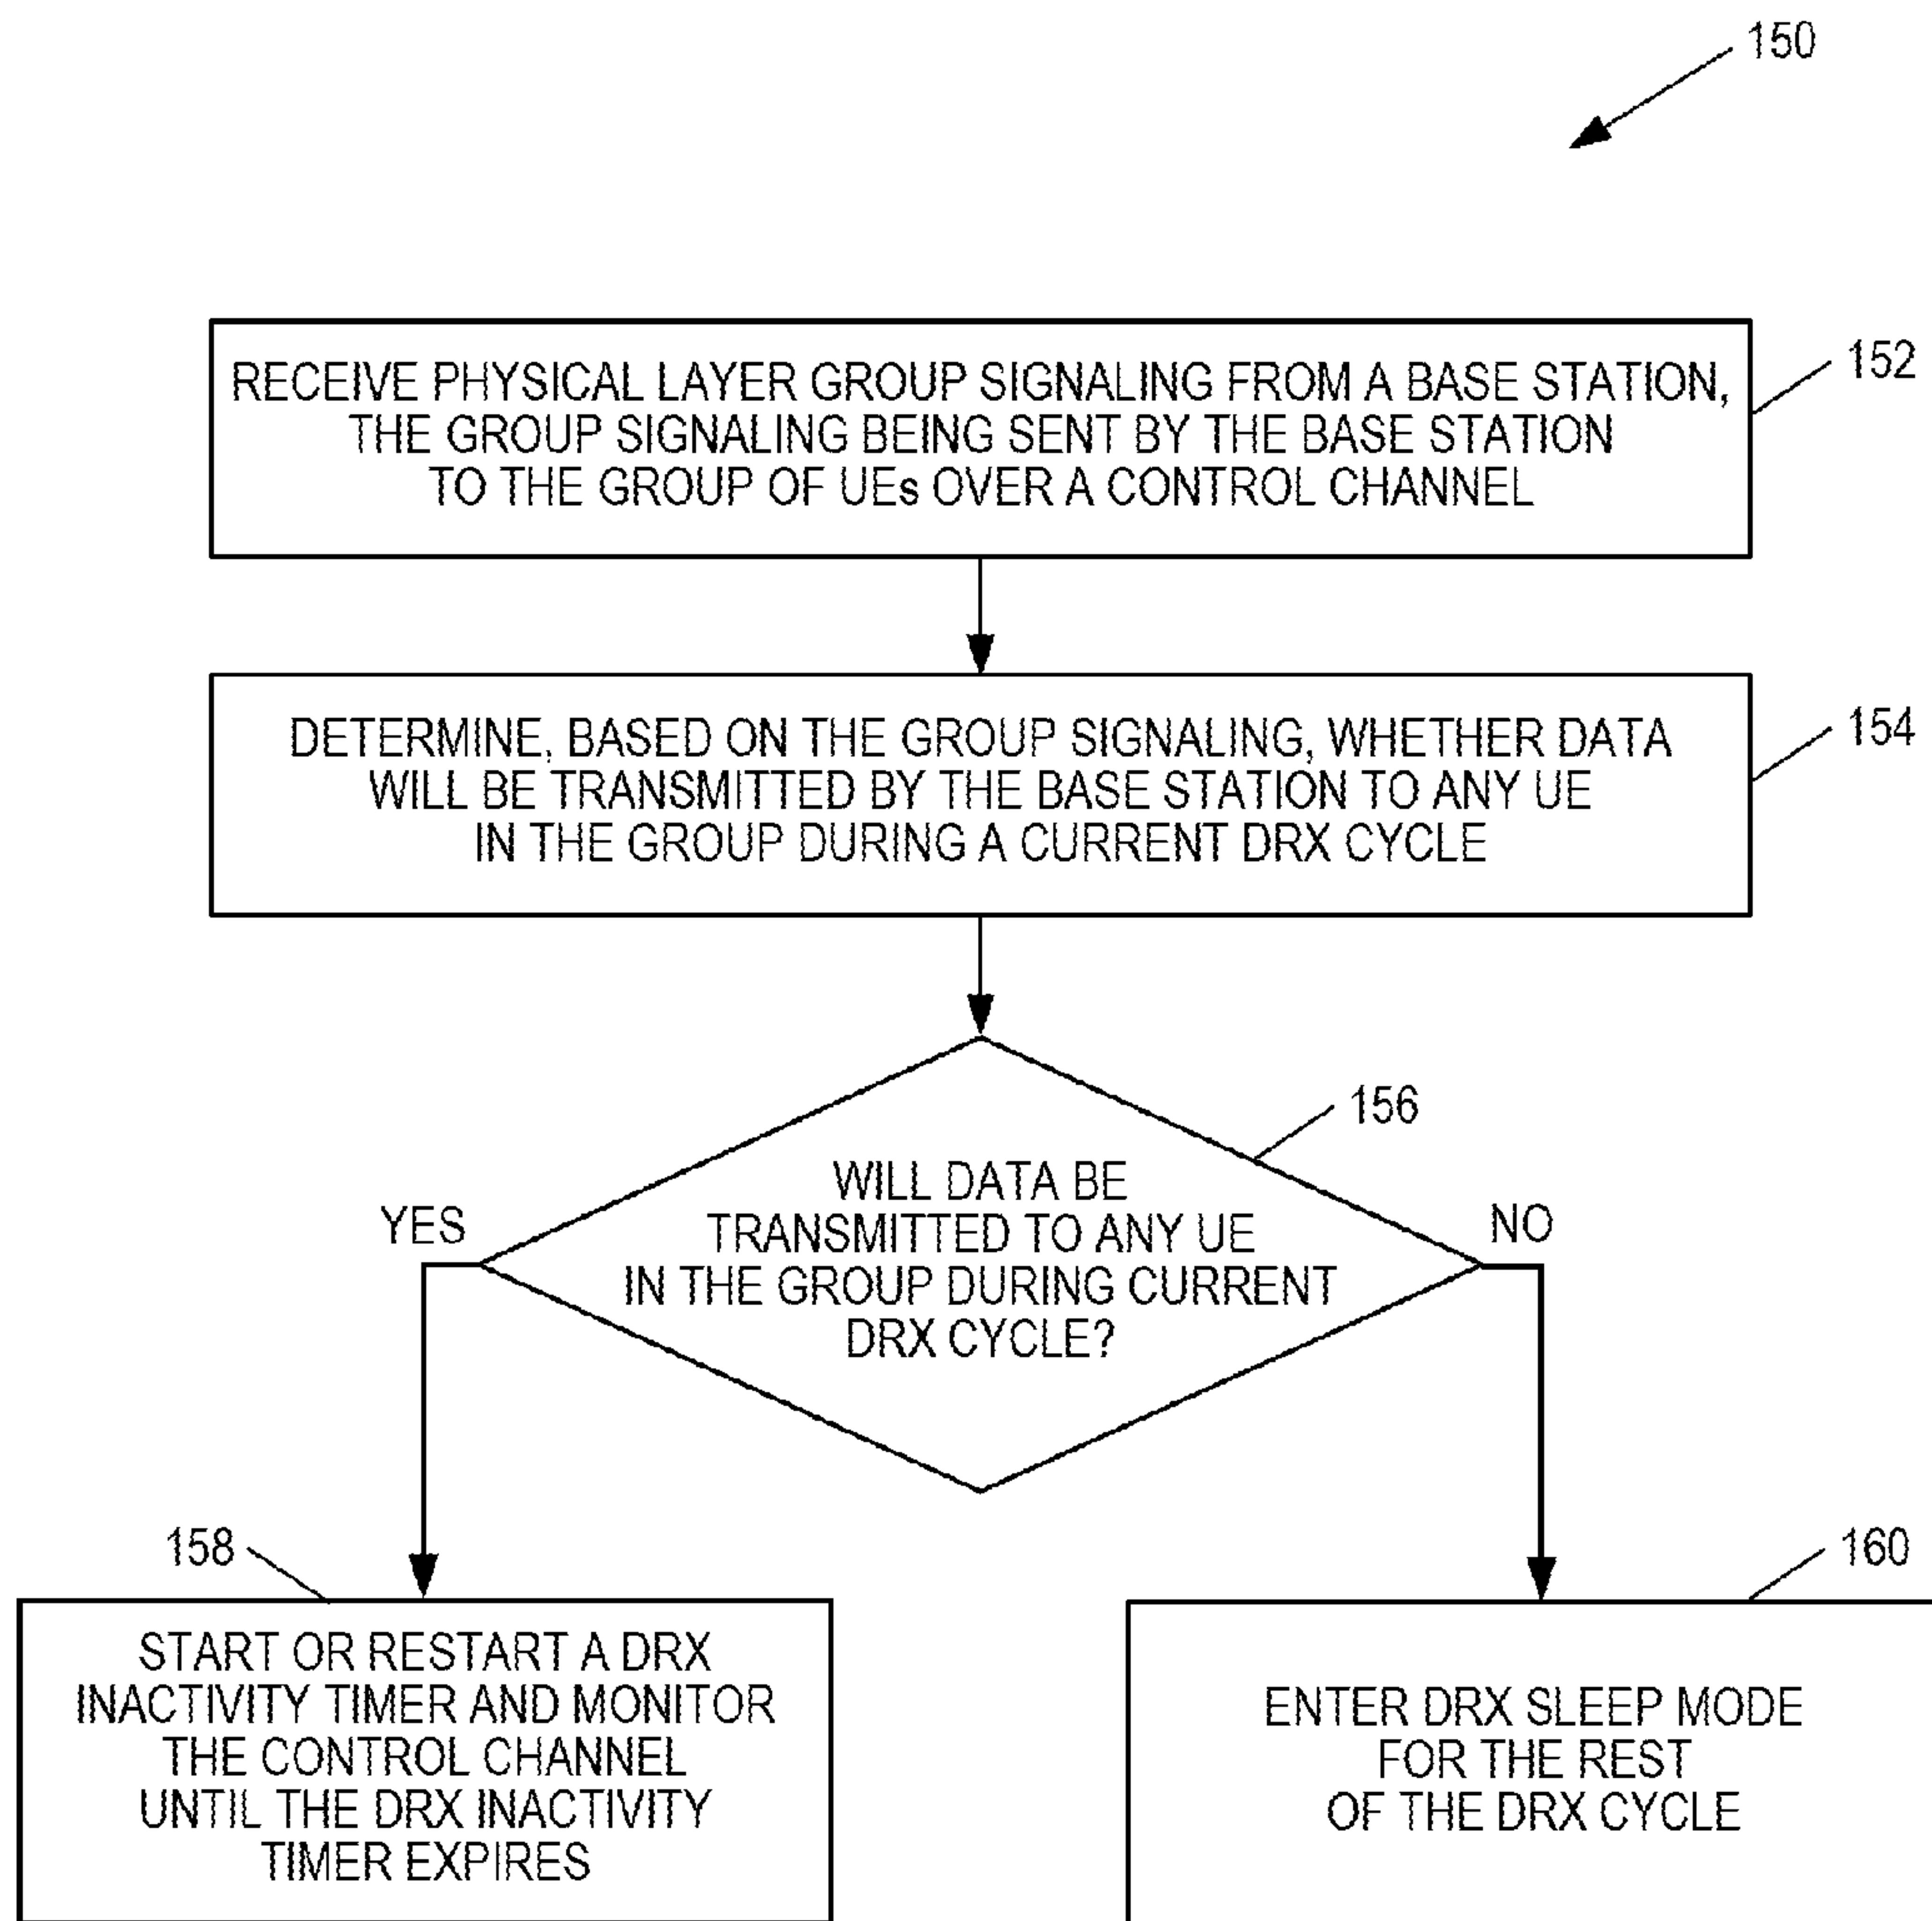 150
RECEIVE PHYSICAL LAYER GROUP SIGNALING FROM A BASE STATION,
THE GROUP SIGNALING BEING SENT BY THE BASE STATION
TO THE GROUP OF UEs OVER A CONTROL CHANNEL
152
DETERMINE, BASED ON THE GROUP SIGNALING, WHETHER DATA
WILL BE TRANSMITTED BY THE BASE STATION TO ANY UE
IN THE GROUP DURING A CURRENT DRX CYCLE
154
156
WILL DATA BE
TRANSMITTED TO ANY UE
IN THE GROUP DURING CURRENT
DRX CYCLE?
YES
NO
158
START OR RESTART A DRX
INACTIVITY TIMER AND MONITOR
THE CONTROL CHANNEL
UNTIL THE DRX INACTIVITY
TIMER EXPIRES
160
ENTER DRX SLEEP MODE
FOR THE REST
OF THE DRX CYCLE